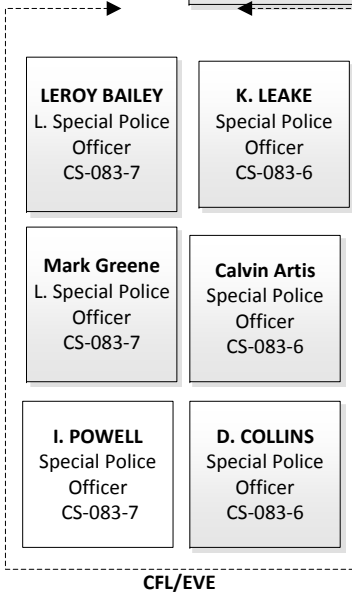 LEROY BAILEY
L. Special Police
Officer
CS-083-7
K. LEAKE
Special Police
Officer
CS-083-6
Mark Greene
L. Special Police
Officer
CS-083-7
Calvin Artis
Special Police
Officer
CS-083-6
I. POWELL
Special Police
Officer
CS-083-7
D. COLLINS
Special Police
Officer
CS-083-6
CFL/EVE